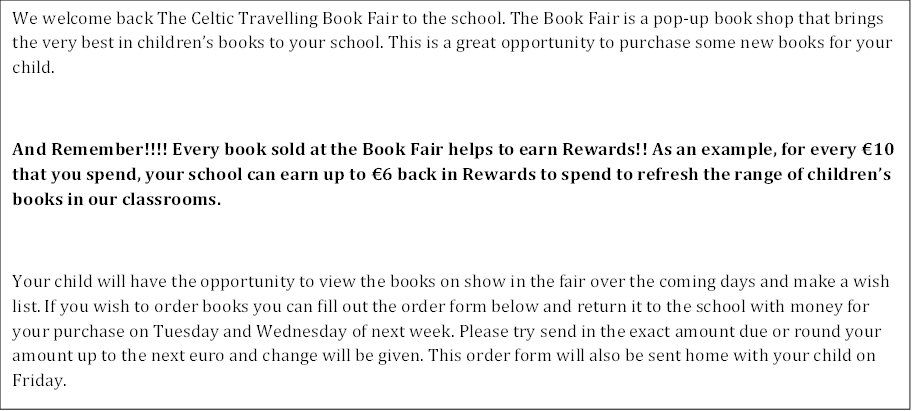 We welcome back The Celtic Travelling Book Fair to the school. The Book Fair is a pop-up book shop that brings
the very best in children’s books to your school. This is a great opportunity to purchase some new books for your
child.
And Remember!!!! Every book sold at the Book Fair helps to earn Rewards!! As an example, for every €10
that you spend, your school can earn up to €6 back in Rewards to spend to refresh the range of children’s
books in our classrooms.
Your child will have the opportunity to view the books on show in the fair over the coming days and make a wish
list. If you wish to order books you can fill out the order form below and return it to the school with money for
your purchase on Tuesday and Wednesday of next week. Please try send in the exact amount due or round your
amount up to the next euro and change will be given. This order form will also be sent home with your child on
Friday.